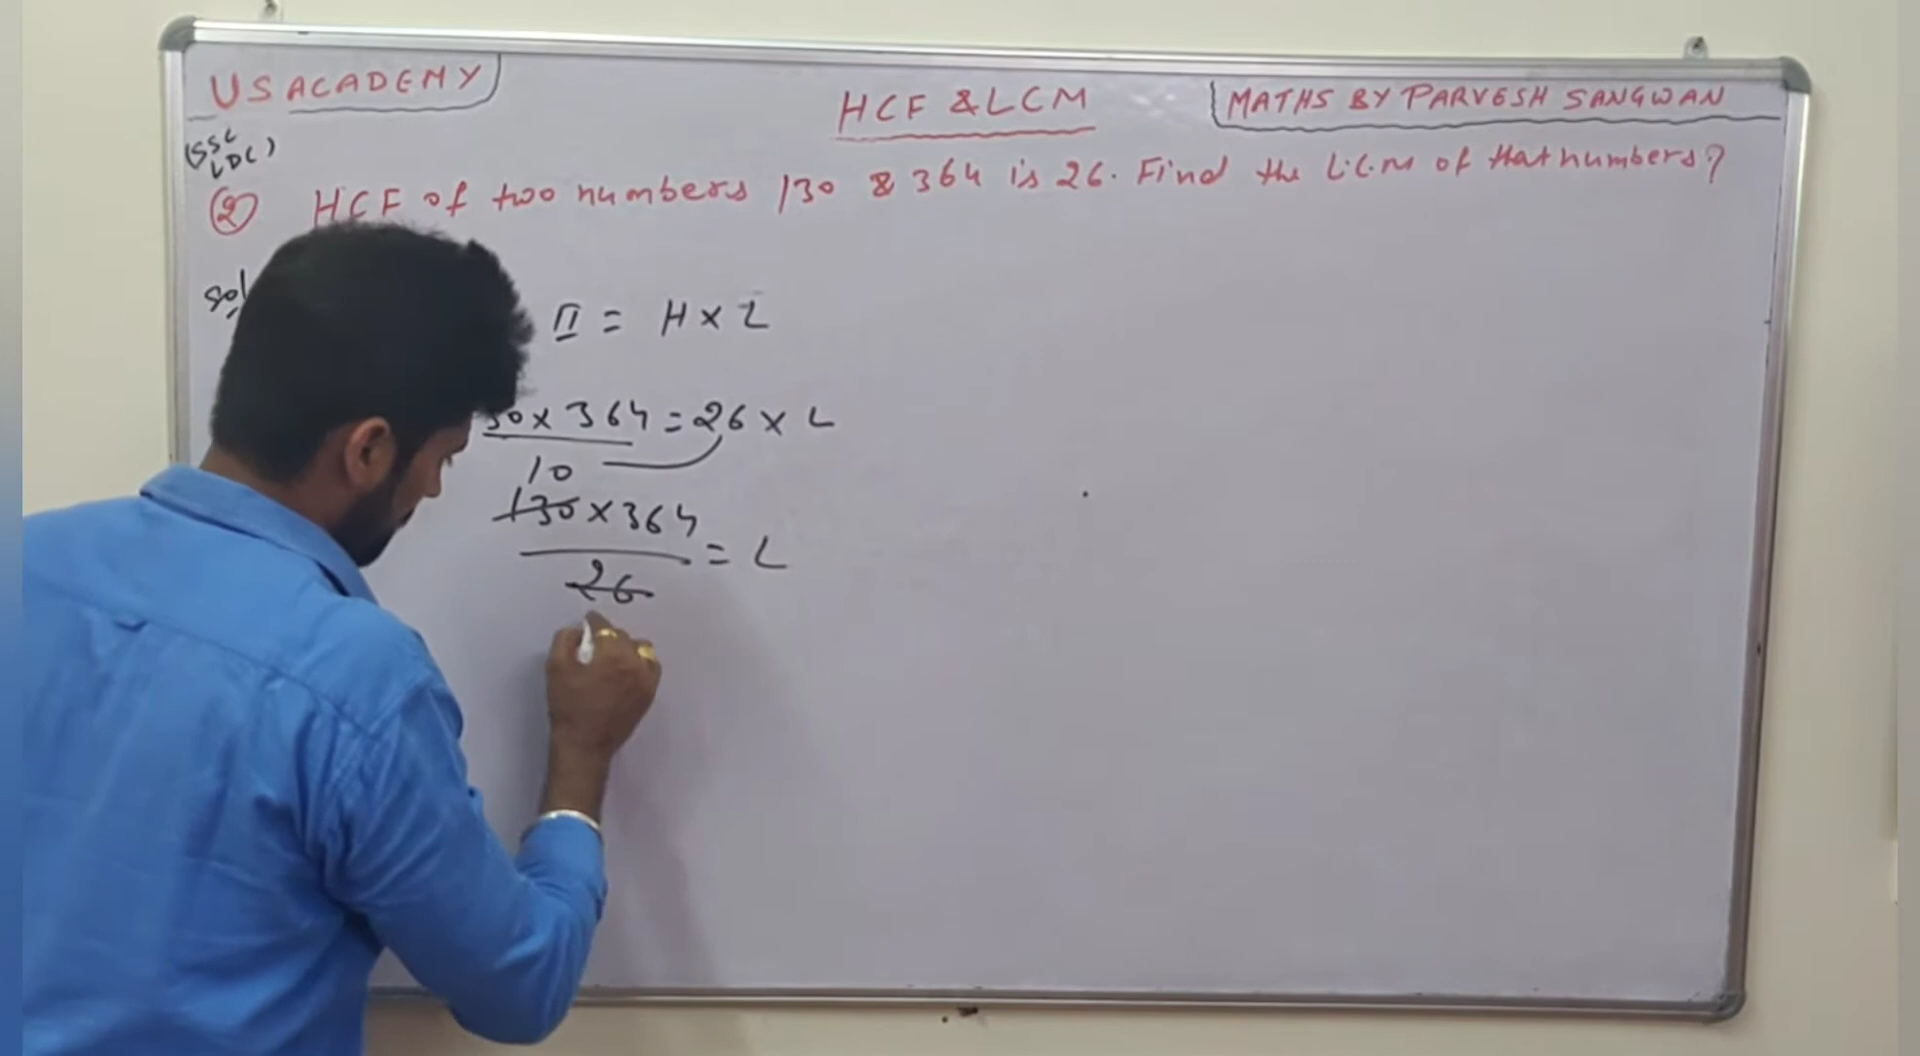 US ACADEMY
HCF & LCM
MATHS BY PARVESH SANGWAN
(SSC
LDC)
(2) HCF of two numbers 130 & 364 is 26. Find the L.C.M of that numbers?
Sol
II = H × L
30 × 364 = 26 × L
10
130 × 364
= L
26